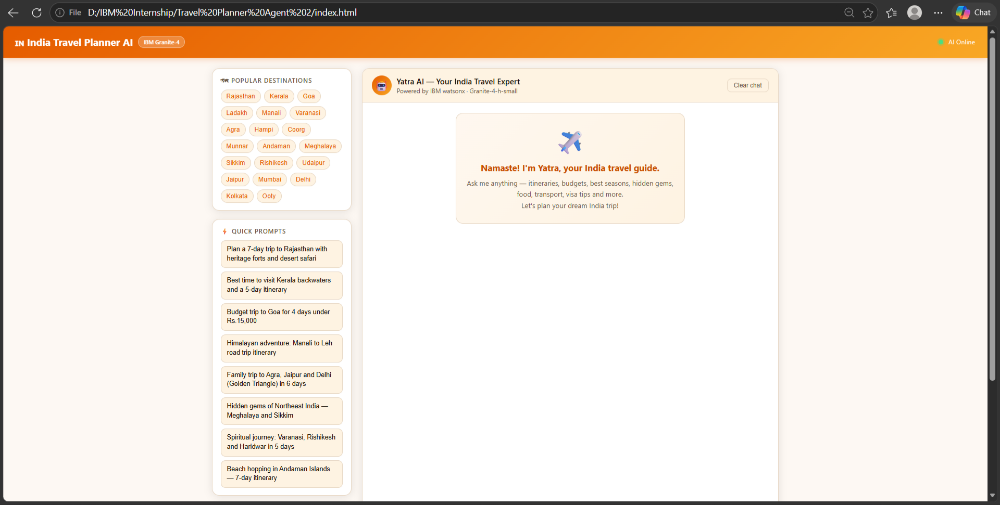 File D:/IBM%20Internship/Travel%20Planner%20Agent%202/index.html
Chat
IN India Travel Planner AI
IBM Granite-4
AI Online
POPULAR DESTINATIONS
Rajasthan Kerala Goa
Ladakh Manali Varanasi
Agra Hampi Coorg
Munnar Andaman Meghalaya
Sikkim Rishikesh Udaipur
Jaipur Mumbai Delhi
Kolkata Ooty
QUICK PROMPTS
Plan a 7-day trip to Rajasthan with
heritage forts and desert safari
Best time to visit Kerala backwaters
and a 5-day itinerary
Budget trip to Goa for 4 days under
Rs.15,000
Himalayan adventure: Manali to Leh
road trip itinerary
Family trip to Agra, Jaipur and Delhi
(Golden Triangle) in 6 days
Hidden gems of Northeast India —
Meghalaya and Sikkim
Spiritual journey: Varanasi, Rishikesh
and Haridwar in 5 days
Beach hopping in Andaman Islands
— 7-day itinerary
Yatra AI — Your India Travel Expert
Powered by IBM watsonx · Granite-4-h-small
Clear chat
Namaste! I'm Yatra, your India travel guide.
Ask me anything — itineraries, budgets, best seasons, hidden gems,
food, transport, visa tips and more.
Let's plan your dream India trip!